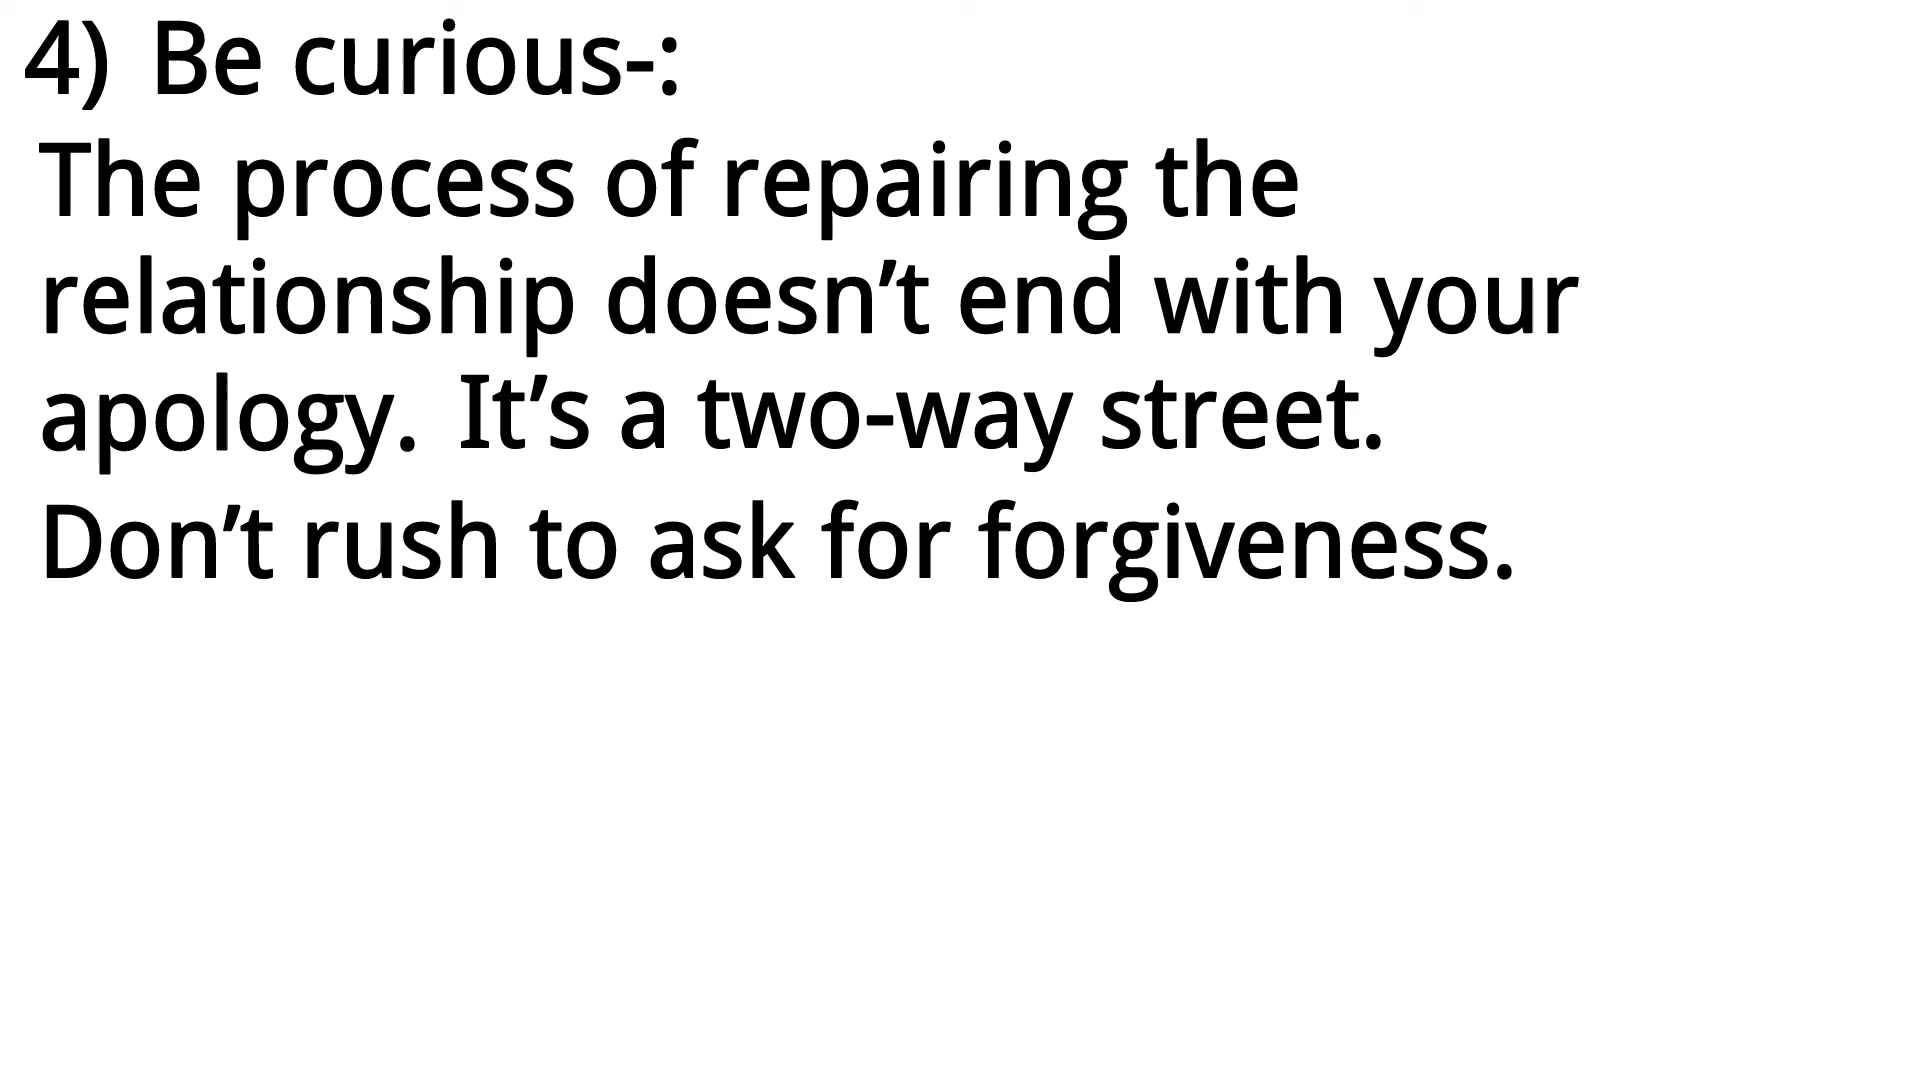 4) Be curious-:
The process of repairing the
relationship doesn’t end with your
apology. It’s a two-way street.
Don’t rush to ask for forgiveness.